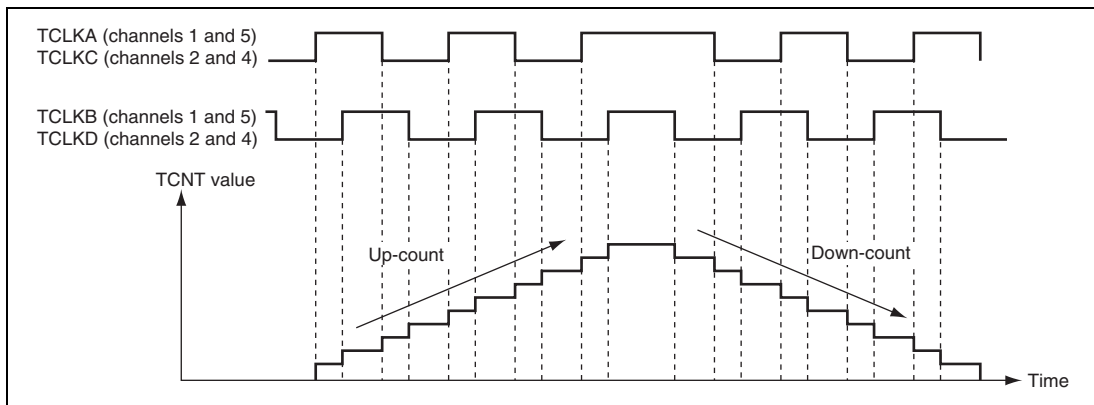 TCLKA (channels 1 and 5)
TCLKC (channels 2 and 4)
TCLKB (channels 1 and 5)
TCLKD (channels 2 and 4)
TCNT value
Up-count
Down-count
Time